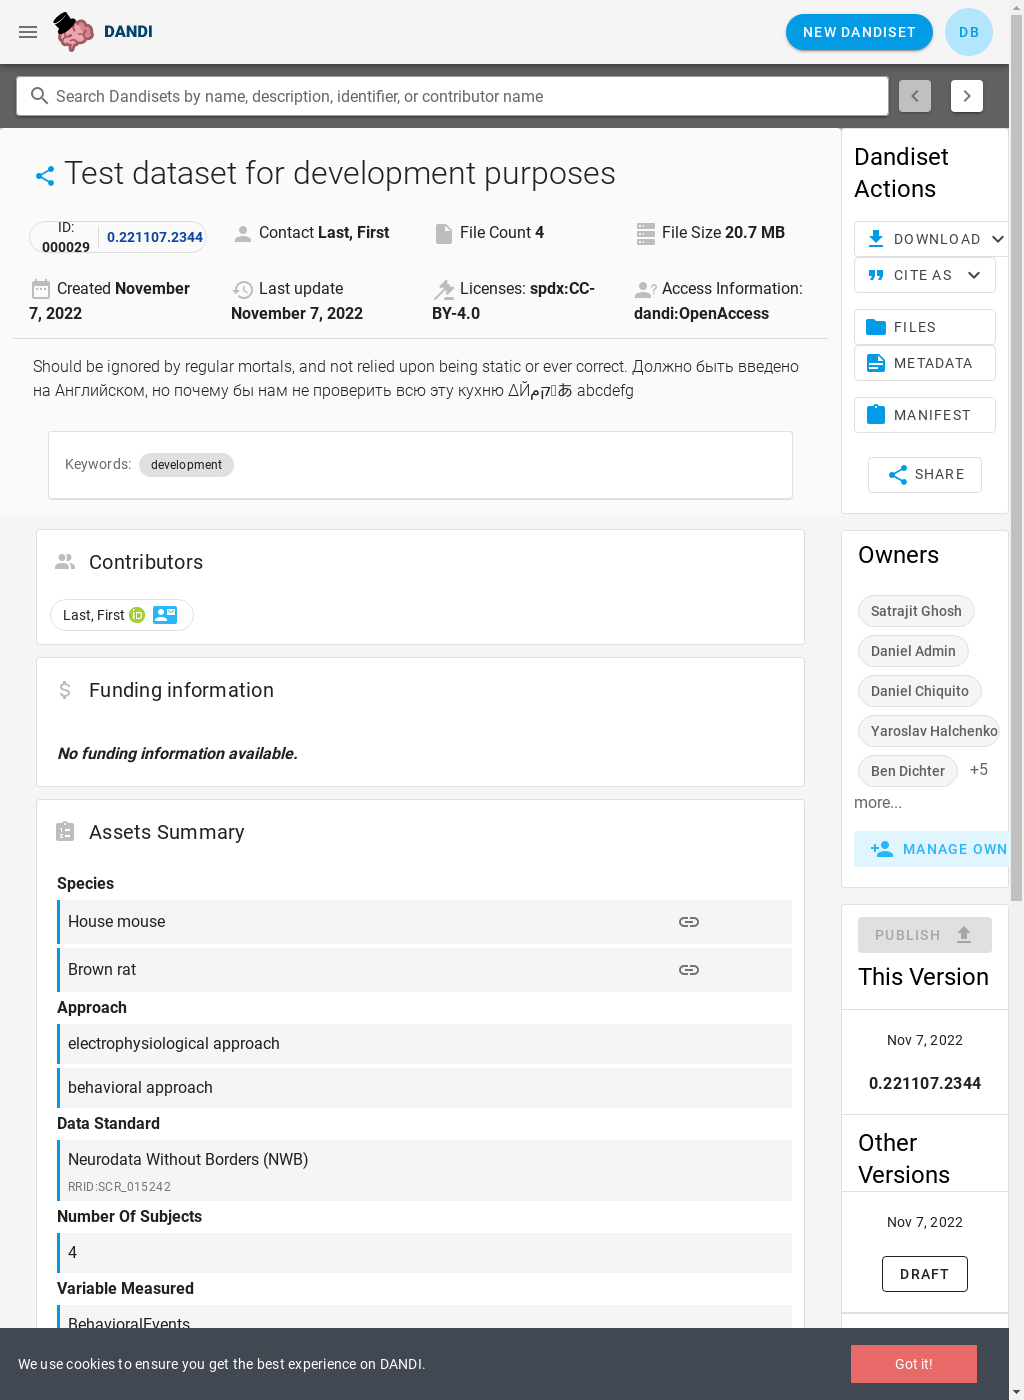 DANDI
NEW DANDISET
DB
Search Dandisets by name, description, identifier, or contributor name
Test dataset for development purposes
ID: 000029
0.221107.2344
Contact Last, First
File Count 4
File Size 20.7 MB
Created November 7, 2022
Last update November 7, 2022
Licenses: spdx:CC-BY-4.0
Access Information: dandi:OpenAccess
Should be ignored by regular mortals, and not relied upon being static or ever correct. Должно быть введено
на Английском, но почему бы нам не проверить всю эту кухню ΔЙקم๗あ abcdefg
Keywords: development
Contributors
Last, First
Funding information
No funding information available.
Assets Summary
Species
House mouse
Brown rat
Approach
electrophysiological approach
behavioral approach
Data Standard
Neurodata Without Borders (NWB)
RRID:SCR_015242
Number Of Subjects
4
Variable Measured
BehavioralEvents
Dandiset
Actions
DOWNLOAD
CITE AS
FILES
METADATA
MANIFEST
SHARE
Owners
Satrajit Ghosh
Daniel Admin
Daniel Chiquito
Yaroslav Halchenko
Ben Dichter +5
more...
MANAGE OWN
PUBLISH
This Version
Nov 7, 2022
0.221107.2344
Other
Versions
Nov 7, 2022
DRAFT
We use cookies to ensure you get the best experience on DANDI.
Got it!